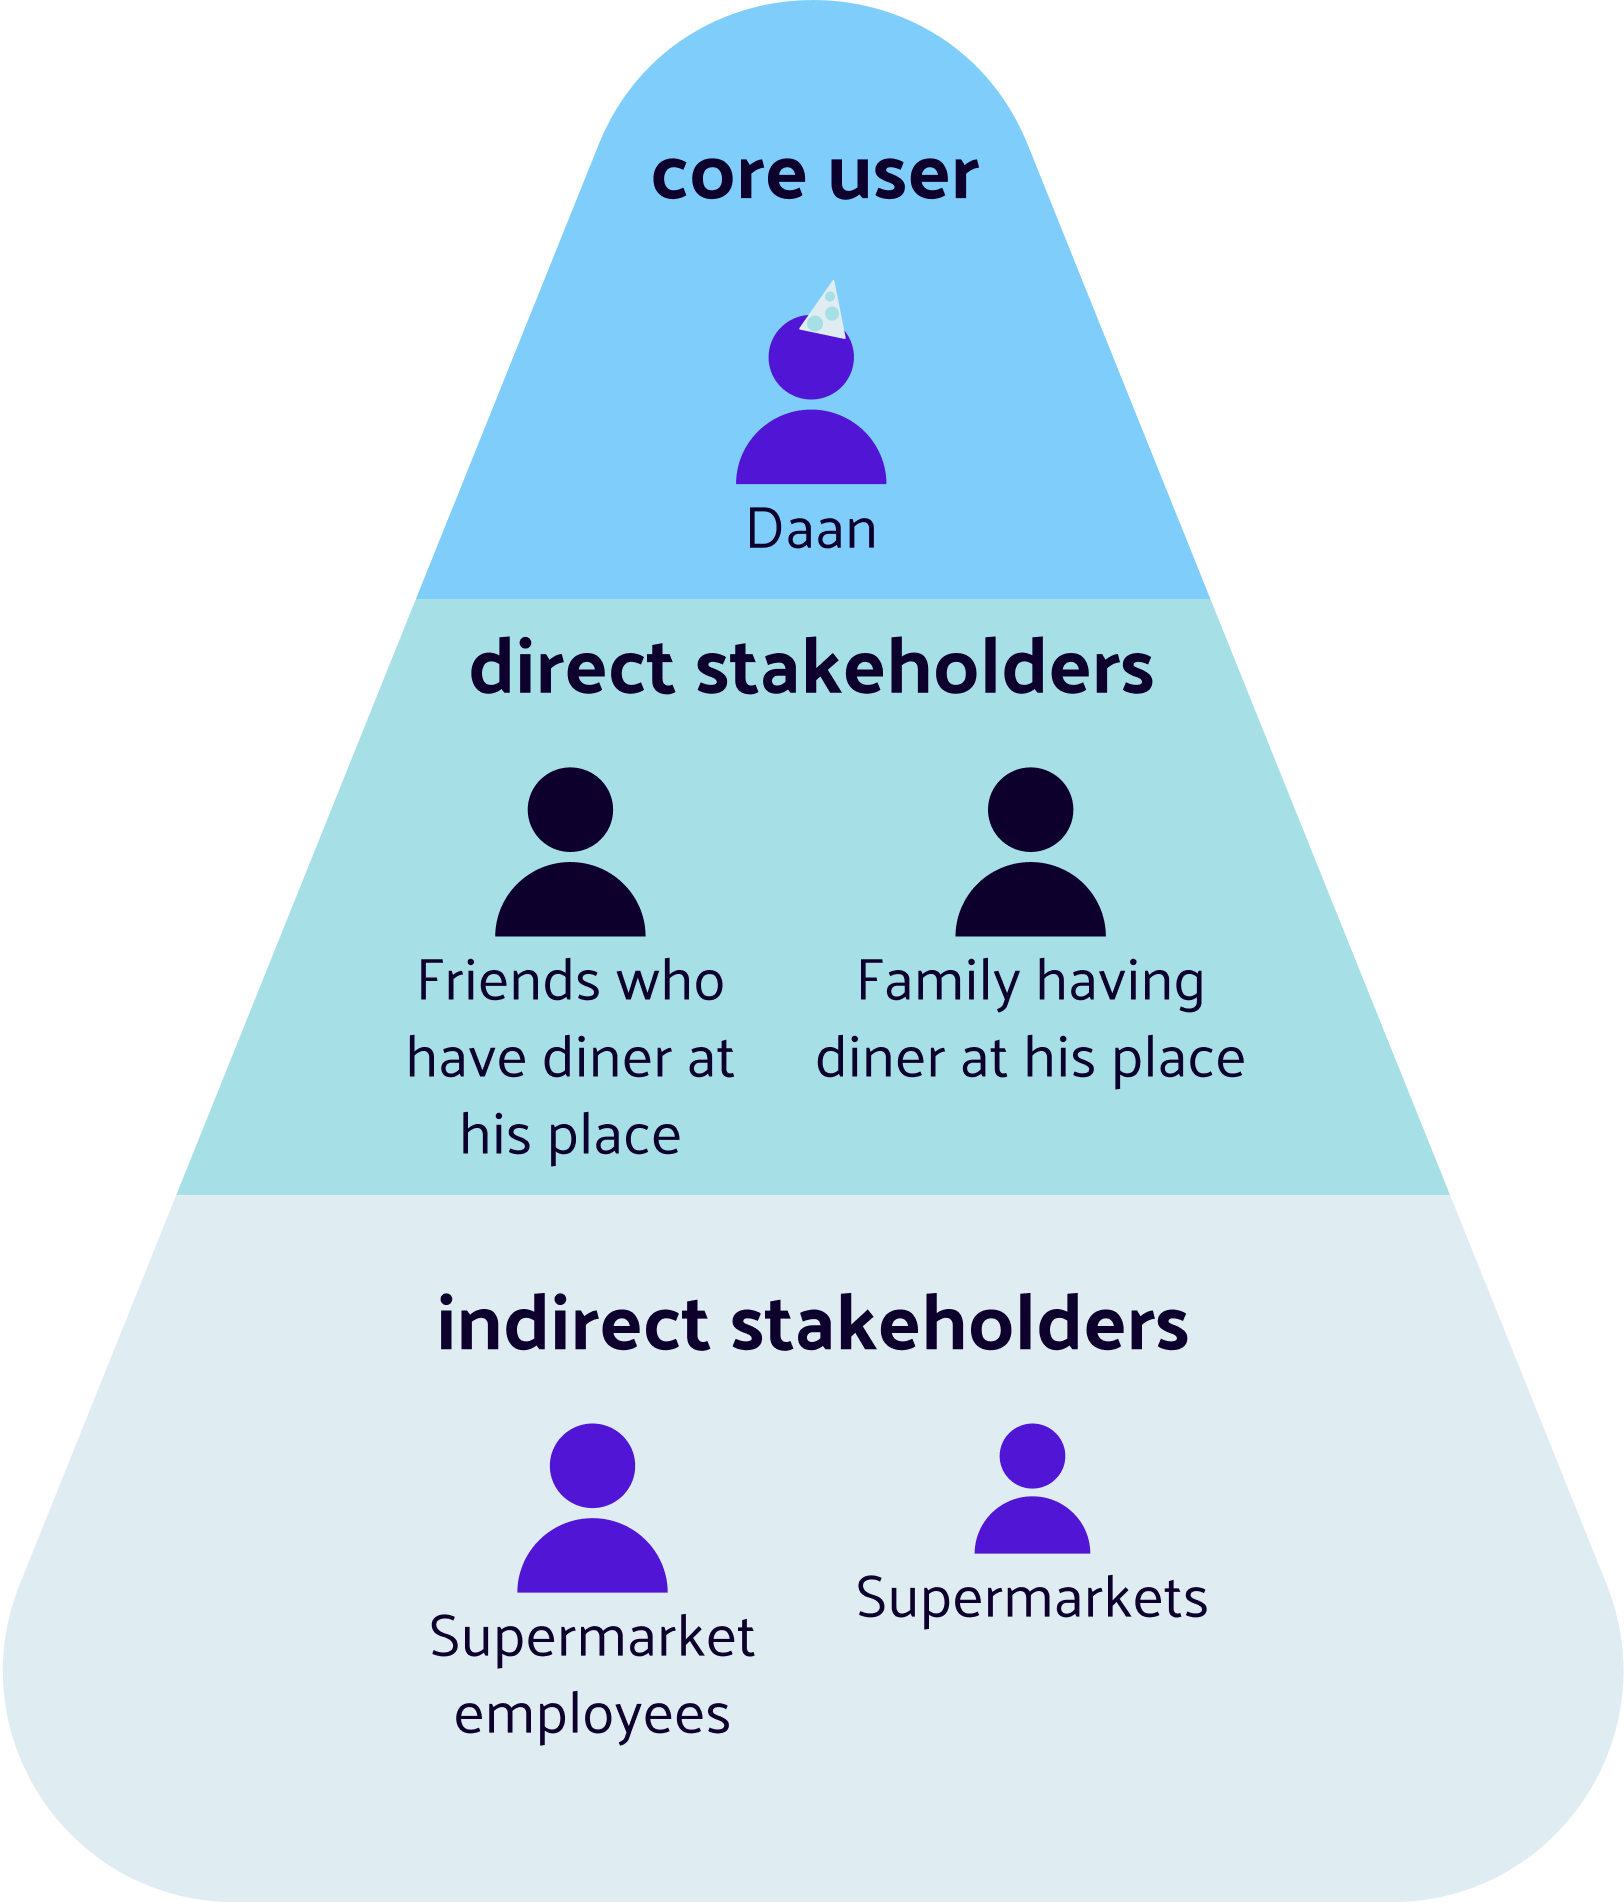 core user
Daan
direct stakeholders
Friends who
have diner at
his place
Family having
diner at his place
indirect stakeholders
Supermarket
employees
Supermarkets